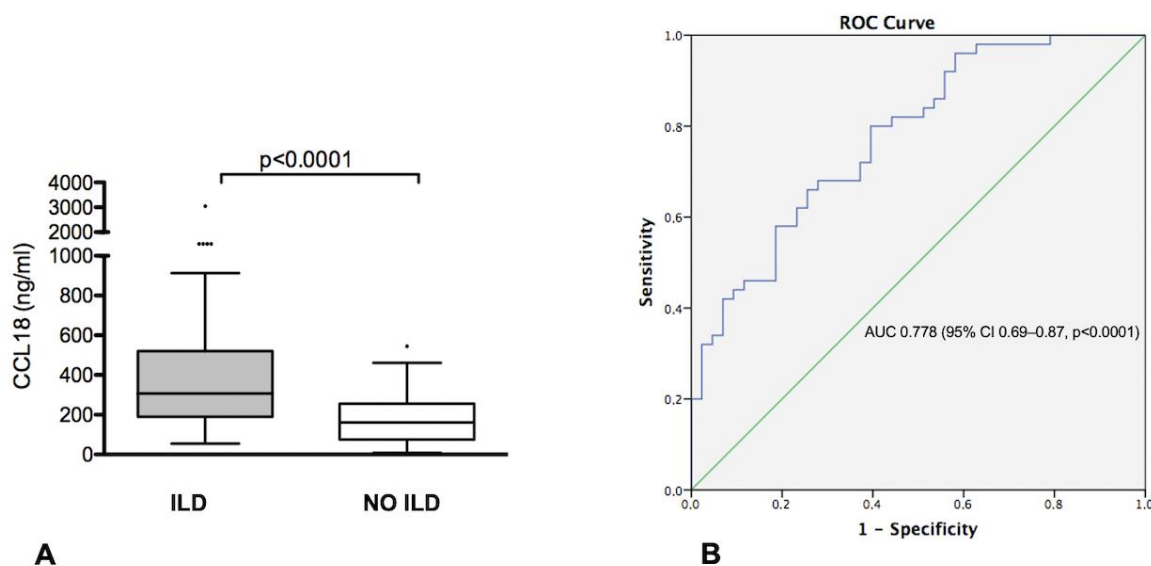 p<0.0001
4000
3000
2000
1000
800
600
400
200
0
CCL18 (ng/ml)
ILD NO ILD
A
ROC Curve
1.0
0.8
0.6
0.4
0.2
0.0
Sensitivity
AUC 0.778 (95% CI 0.69–0.87, p<0.0001)
0.0 0.2 0.4 0.6 0.8 1.0
1 - Specificity
B